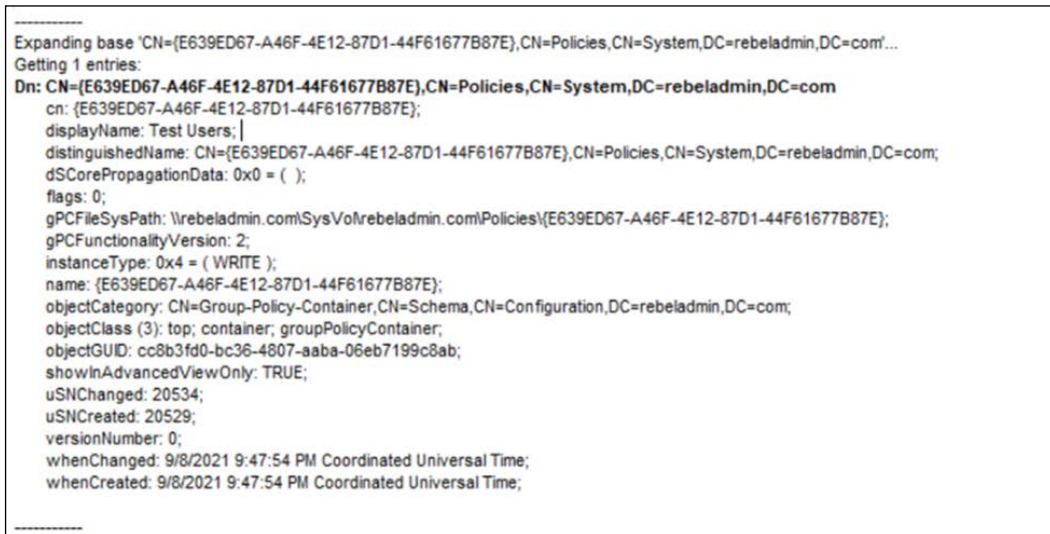 -----------
Expanding base 'CN={E639ED67-A46F-4E12-87D1-44F61677B87E},CN=Policies,CN=System,DC=rebeladmin,DC=com'...
Getting 1 entries:
Dn: CN={E639ED67-A46F-4E12-87D1-44F61677B87E},CN=Policies,CN=System,DC=rebeladmin,DC=com
cn: {E639ED67-A46F-4E12-87D1-44F61677B87E};
displayName: Test Users;
distinguishedName: CN={E639ED67-A46F-4E12-87D1-44F61677B87E},CN=Policies,CN=System,DC=rebeladmin,DC=com;
dSCorePropagationData: 0x0 = ( );
flags: 0;
gPCFileSysPath: \\rebeladmin.com\SysVol\rebeladmin.com\Policies\{E639ED67-A46F-4E12-87D1-44F61677B87E};
gPCFunctionalityVersion: 2;
instanceType: 0x4 = ( WRITE );
name: {E639ED67-A46F-4E12-87D1-44F61677B87E};
objectCategory: CN=Group-Policy-Container,CN=Schema,CN=Configuration,DC=rebeladmin,DC=com;
objectClass (3): top; container; groupPolicyContainer;
objectGUID: cc8b3fd0-bc36-4807-aaba-06eb7199c8ab;
showInAdvancedViewOnly: TRUE;
uSNChanged: 20534;
uSNCreated: 20529;
versionNumber: 0;
whenChanged: 9/8/2021 9:47:54 PM Coordinated Universal Time;
whenCreated: 9/8/2021 9:47:54 PM Coordinated Universal Time;
-----------